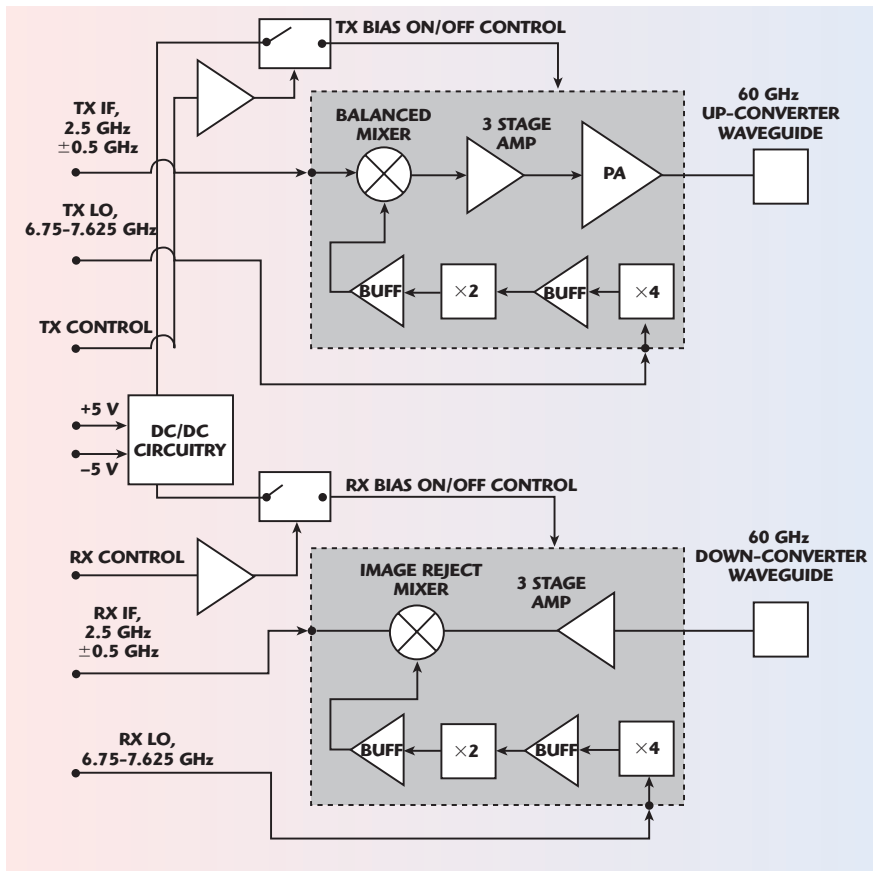 TX BIAS ON/OFF CONTROL
TX IF,
2.5 GHz
±0.5 GHz
BALANCED
MIXER
3 STAGE
AMP
PA
60 GHz
UP-CONVERTER
WAVEGUIDE
TX LO,
6.75-7.625 GHz
BUFF
×2
BUFF
×4
TX CONTROL
+5 V
–5 V
DC/DC
CIRCUITRY
RX BIAS ON/OFF CONTROL
RX CONTROL
IMAGE REJECT
MIXER
3 STAGE
AMP
60 GHz
DOWN-CONVERTER
WAVEGUIDE
RX IF,
2.5 GHz
±0.5 GHz
RX LO,
6.75-7.625 GHz
BUFF
×2
BUFF
×4